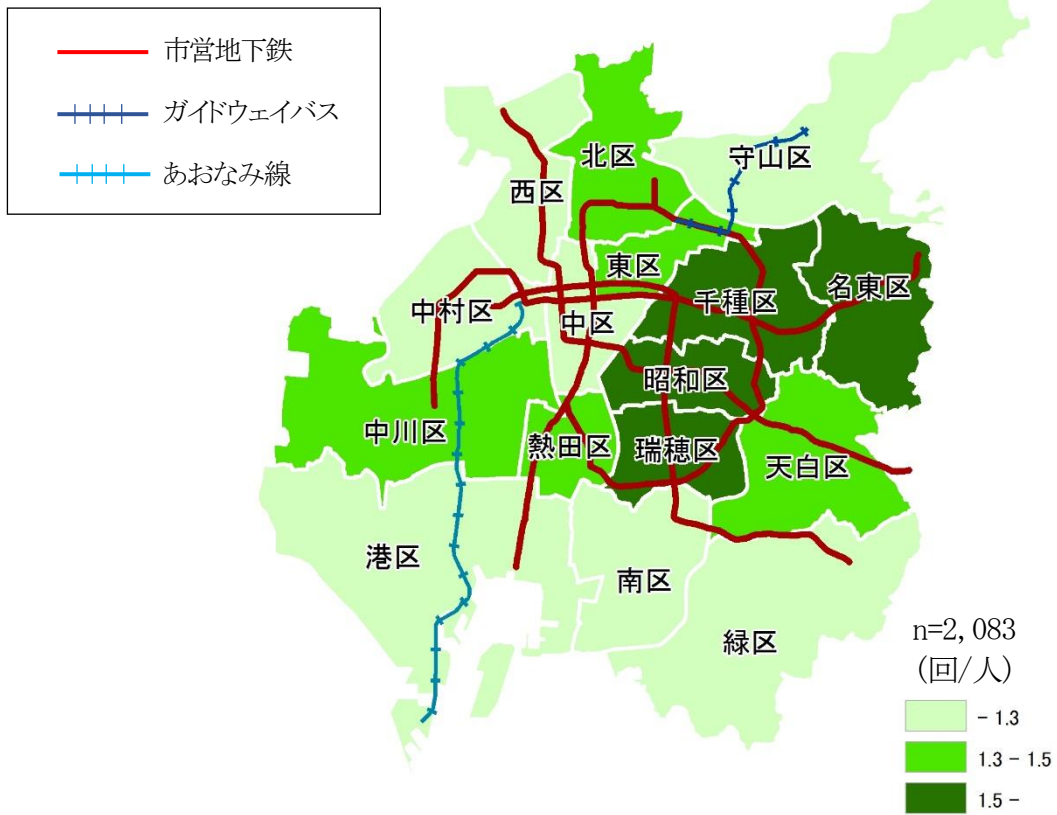 市営地下鉄
ガイドウェイバス
あおなみ線
北区
守山区
西区
東区
千種区
名東区
中村区
中区
昭和区
中川区
熱田区
瑞穂区
天白区
港区
南区
緑区
n=2,083
(回/人)
- 1.3
1.3 - 1.5
1.5 -